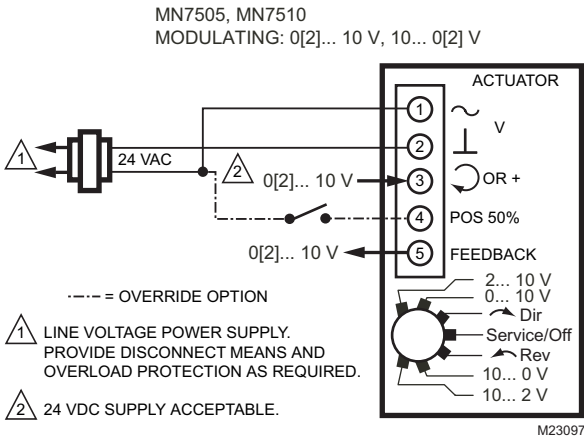 MN7505, MN7510
MODULATING: 0[2]... 10 V, 10... 0[2] V
ACTUATOR
1
V
1
2
24 VAC
2
0[2]... 10 V
3
OR +
4
POS 50%
0[2]... 10 V
5
FEEDBACK
2... 10 V
0... 10 V
Dir
Service/Off
Rev
10... 0 V
10... 2 V
= OVERRIDE OPTION
1 LINE VOLTAGE POWER SUPPLY.
PROVIDE DISCONNECT MEANS AND
OVERLOAD PROTECTION AS REQUIRED.
2 24 VDC SUPPLY ACCEPTABLE.
M23097